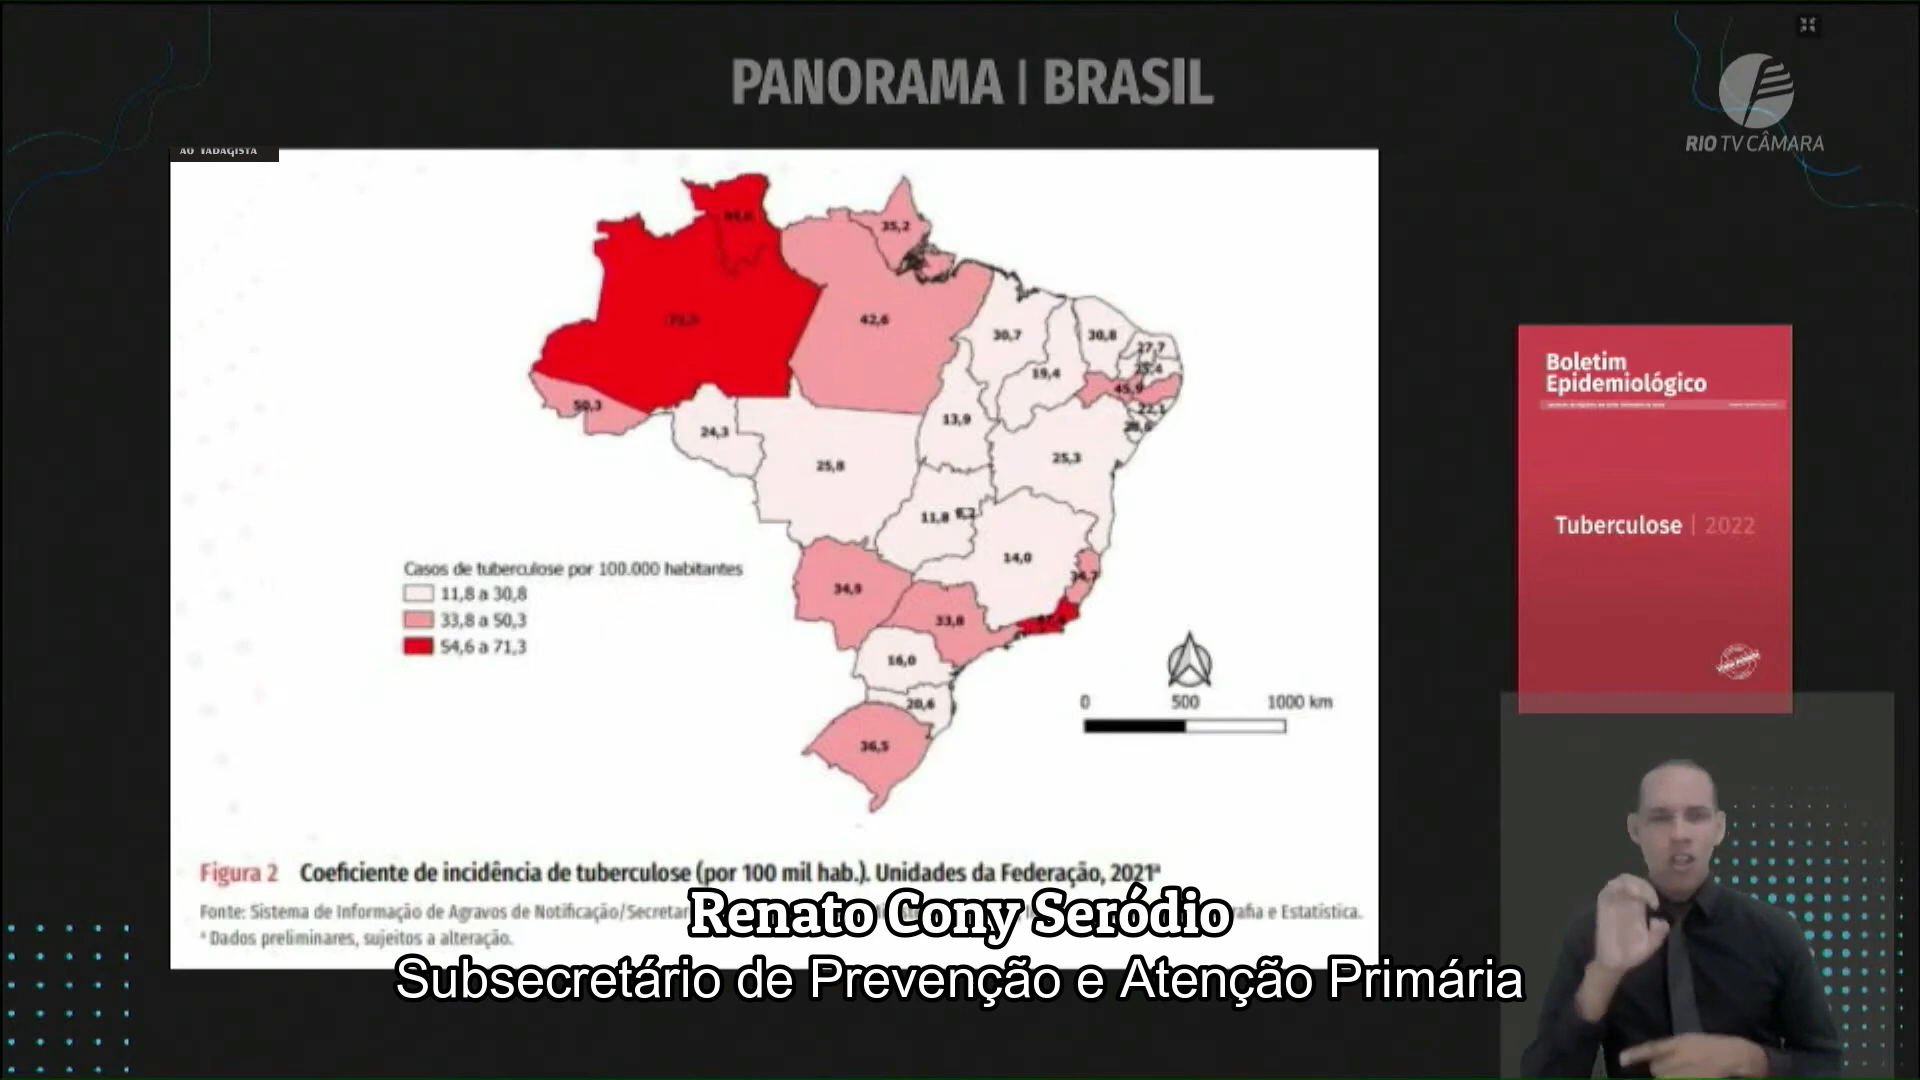 PANORAMA | BRASIL
RIO TV CÂMARA
35,2
42,6
30,7
30,8
27,7
19,4
45,9
50,3
22,1
13,9
24,3
25,3
25,8
11,8
14,0
34,9
33,8
16,0
20,6
36,5
Casos de tuberculose por 100.000 habitantes
11,8 a 30,8
33,8 a 50,3
54,6 a 71,3
0 500 1000 km
Figura 2 Coeficiente de incidência de tuberculose (por 100 mil hab.). Unidades da Federação, 2021ª
Fonte: Sistema de Informação de Agravos de Notificação/Secretar
afia e Estatística.
ª Dados preliminares, sujeitos a alteração.
Boletim
Epidemiológico
Tuberculose | 2022
Renato Cony Seródio
Subsecretário de Prevenção e Atenção Primária